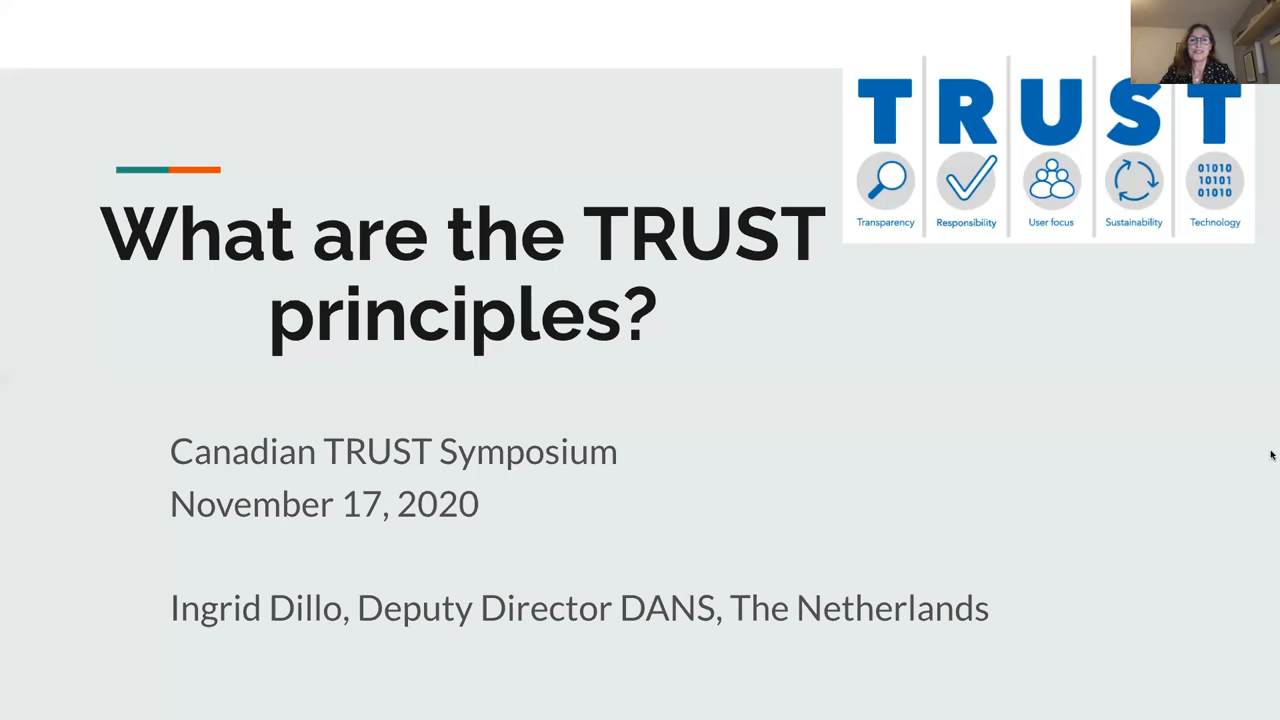 TRUST
Transparency Responsibility User focus Sustainability Technology
01010
10101
01010
What are the TRUST
principles?
Canadian TRUST Symposium
November 17, 2020
Ingrid Dillo, Deputy Director DANS, The Netherlands